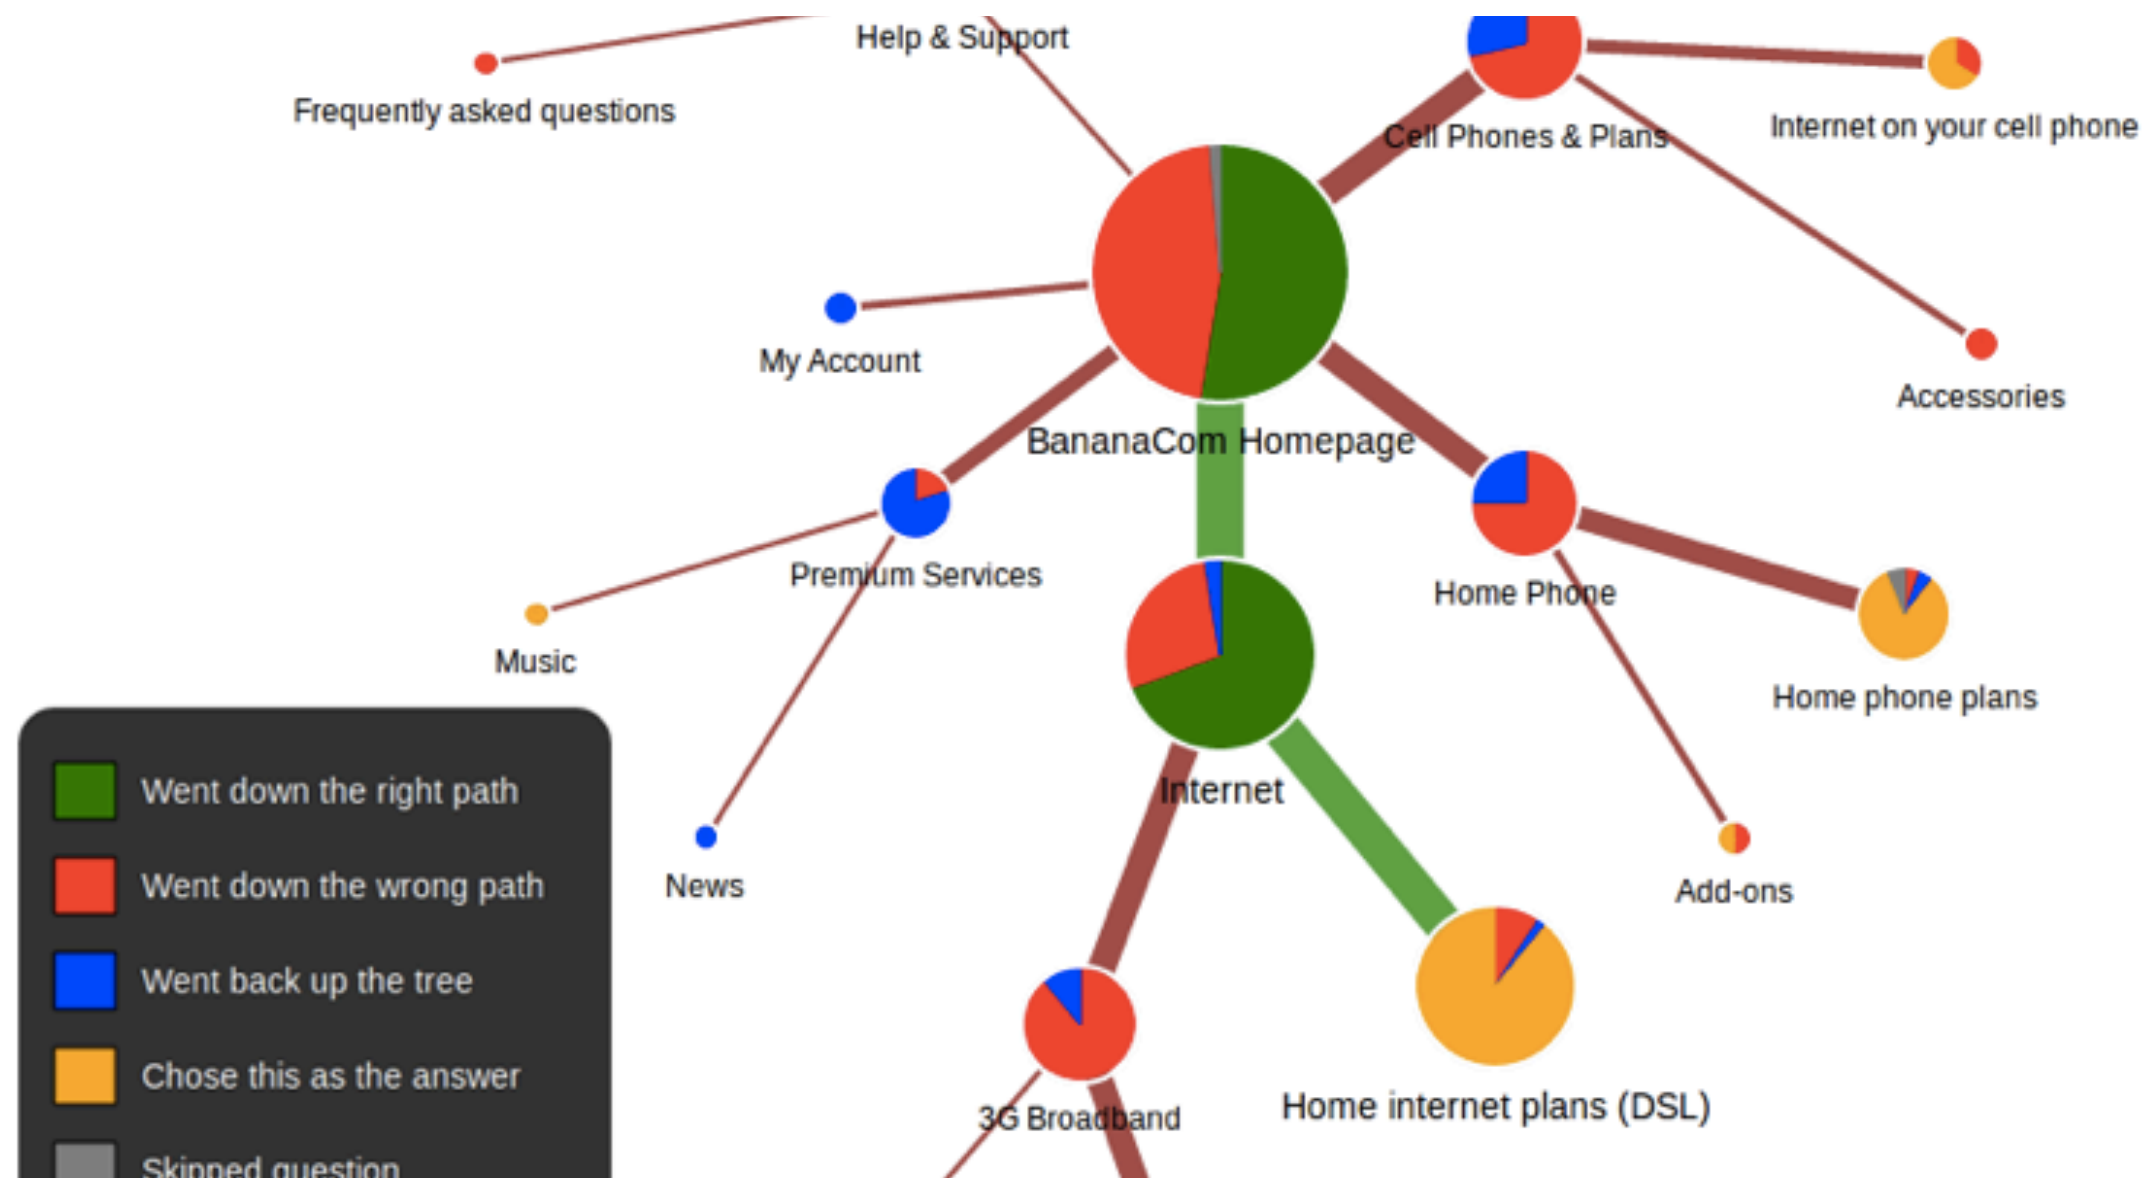 Help & Support
Frequently asked questions
Cell Phones & Plans
Internet on your cell phone
My Account
Accessories
BananaCom Homepage
Premium Services
Home Phone
Music
Home phone plans
Internet
News
Add-ons
3G Broadband
Home internet plans (DSL)
Went down the right path
Went down the wrong path
Went back up the tree
Chose this as the answer
Skipped question